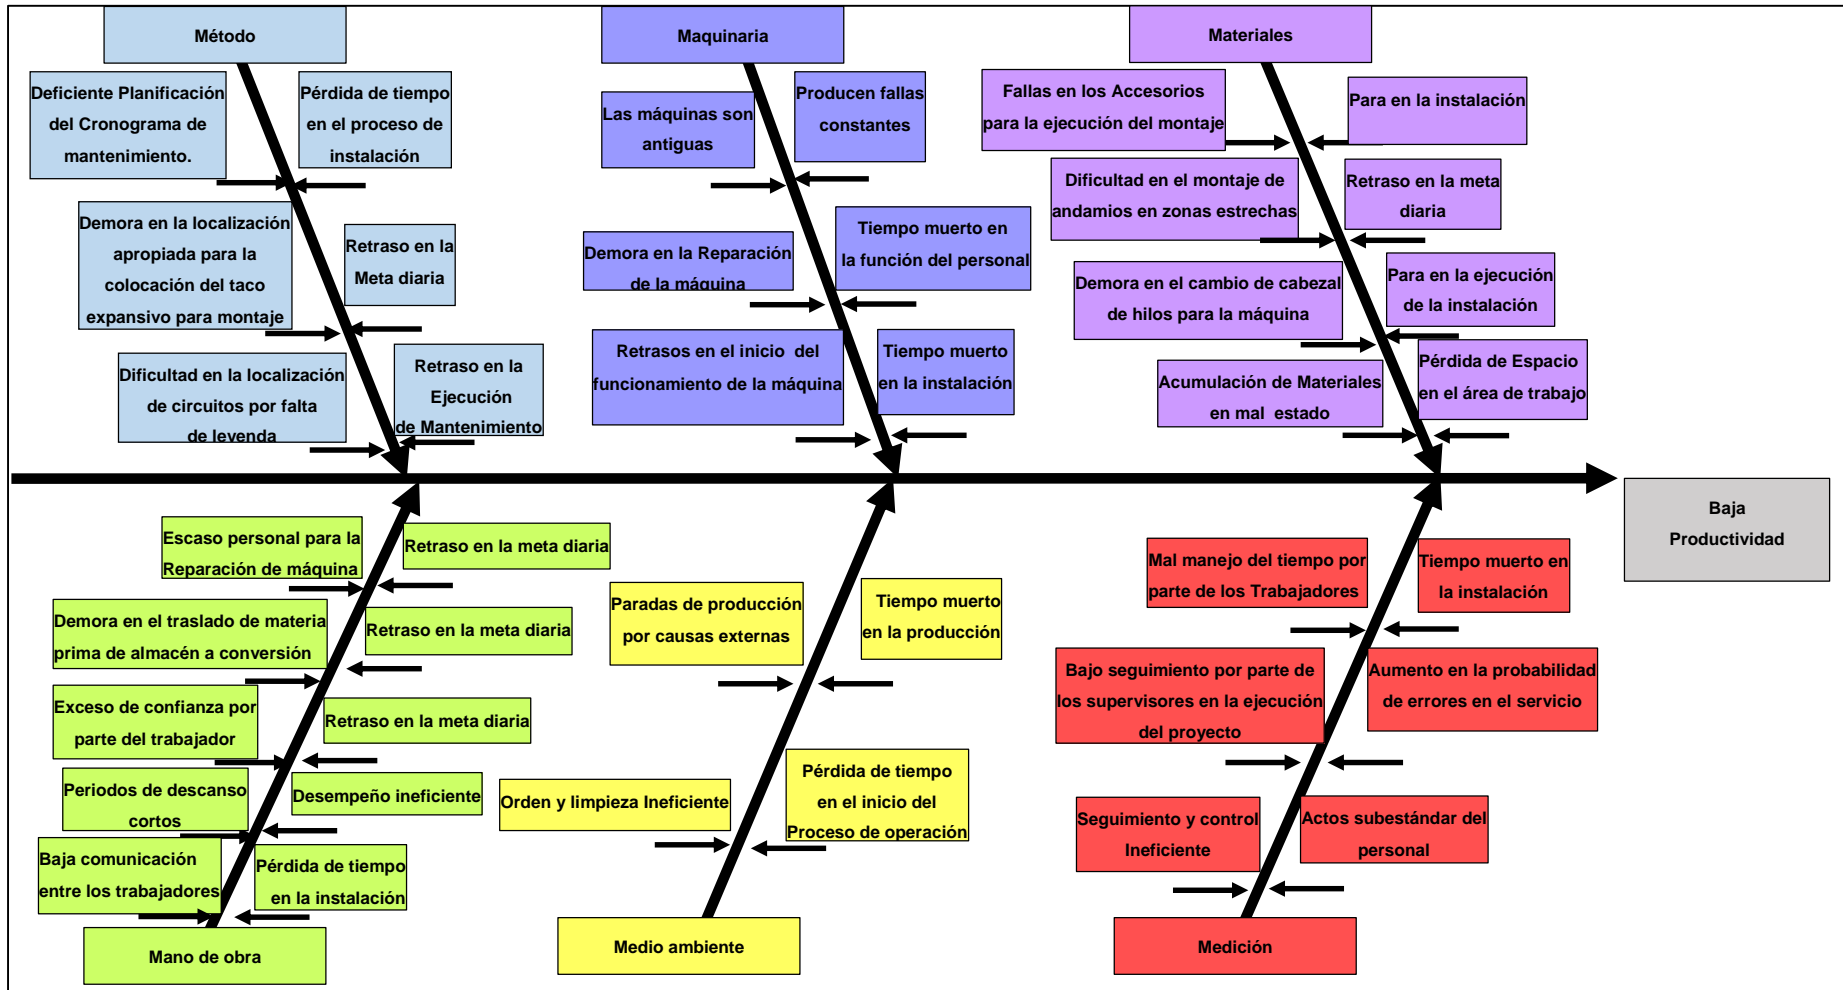 Método
Deficiente Planificación
del Cronograma de
mantenimiento.
Pérdida de tiempo
en el proceso de
instalación
Demora en la localización
apropiada para la
colocación del taco
expansivo para montaje
Retraso en la
Meta diaria
Dificultad en la localización
de circuitos por falta
de leyenda
Retraso en la
Ejecución
de Mantenimiento
Maquinaria
Las máquinas son
antiguas
Producen fallas
constantes
Demora en la Reparación
de la máquina
Tiempo muerto en
la función del personal
Retrasos en el inicio del
funcionamiento de la máquina
Tiempo muerto
en la instalación
Materiales
Fallas en los Accesorios
para la ejecución del montaje
Para en la instalación
Dificultad en el montaje de
andamios en zonas estrechas
Retraso en la meta
diaria
Demora en el cambio de cabezal
de hilos para la máquina
Para en la ejecución
de la instalación
Acumulación de Materiales
en mal estado
Pérdida de Espacio
en el área de trabajo
Baja
Productividad
Escaso personal para la
Reparación de máquina
Retraso en la meta diaria
Demora en el traslado de materia
prima de almacén a conversión
Retraso en la meta diaria
Exceso de confianza por
parte del trabajador
Retraso en la meta diaria
Periodos de descanso
cortos
Desempeño ineficiente
Baja comunicación
entre los trabajadores
Pérdida de tiempo
en la instalación
Mano de obra
Paradas de producción
por causas externas
Tiempo muerto
en la producción
Orden y limpieza Ineficiente
Pérdida de tiempo
en el inicio del
Proceso de operación
Medio ambiente
Mal manejo del tiempo por
parte de los Trabajadores
Tiempo muerto en
la instalación
Bajo seguimiento por parte de
los supervisores en la ejecución
del proyecto
Aumento en la probabilidad
de errores en el servicio
Seguimiento y control
Ineficiente
Actos subestándar del
personal
Medición